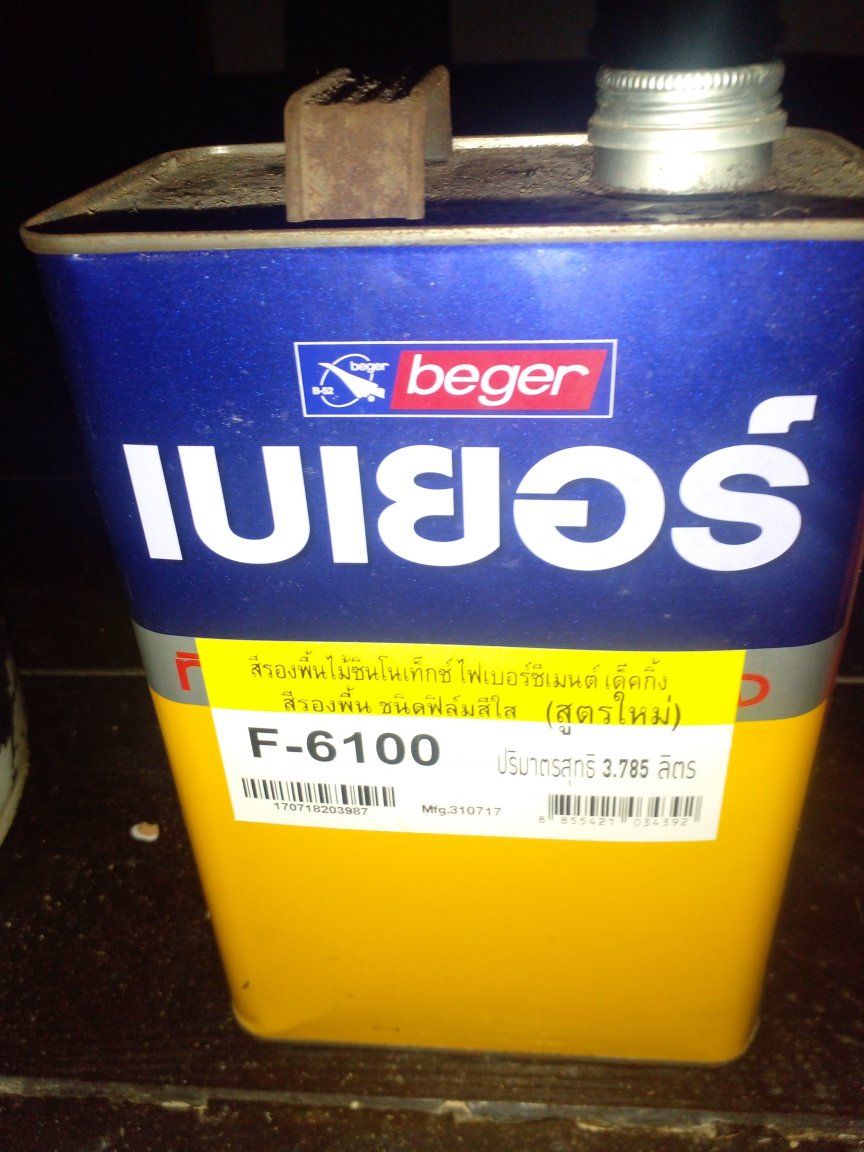 beger
B-52
beger
เบเยอร์
สีรองพื้นไม้ซินโนเท็กซ์ ไฟเบอร์ซีเมนต์ เด็คกิ้ง
สีรองพื้น ชนิดฟิล์มสีใส (สูตรใหม่)
F-6100
ปริมาตรสุทธิ 3.785 ลิตร
170718203987
Mfg.310717
8 855421 034392